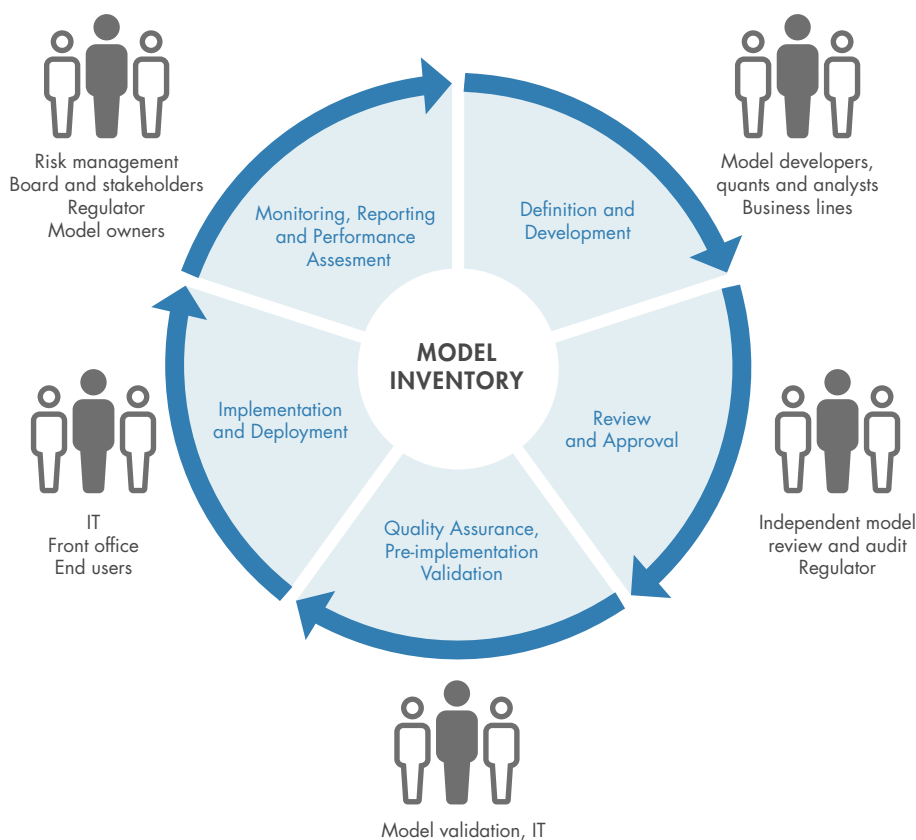 Risk management
Board and stakeholders
Regulator
Model owners
Model developers,
quants and analysts
Business lines
Monitoring, Reporting
and Performance
Assesment
Definition and
Development
MODEL
INVENTORY
Implementation
and Deployment
Review
and Approval
IT
Front office
End users
Quality Assurance,
Pre-implementation
Validation
Independent model
review and audit
Regulator
Model validation, IT